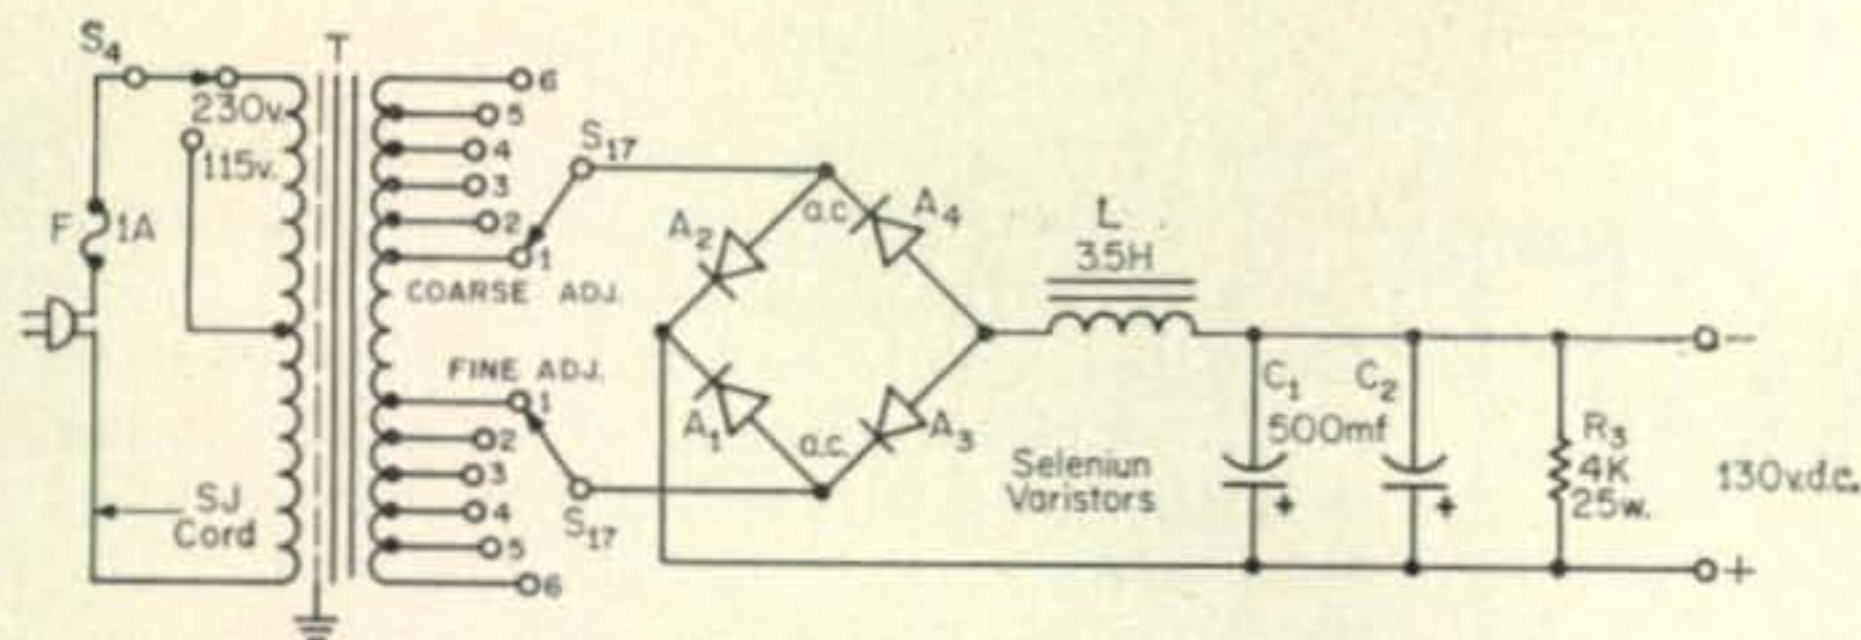 S4
T
230v.
115v.
F 1A
SJ
Cord
6
5
4
3
2
1
COARSE ADJ.
FINE ADJ.
1
2
3
4
5
6
S17
S17
a.c.
A2
A4
A1
A3
a.c.
L
3.5H
Seleniun
Varistors
C1
500mf
C2
+
+
R3
4K
25w.
−
130v.d.c.
+